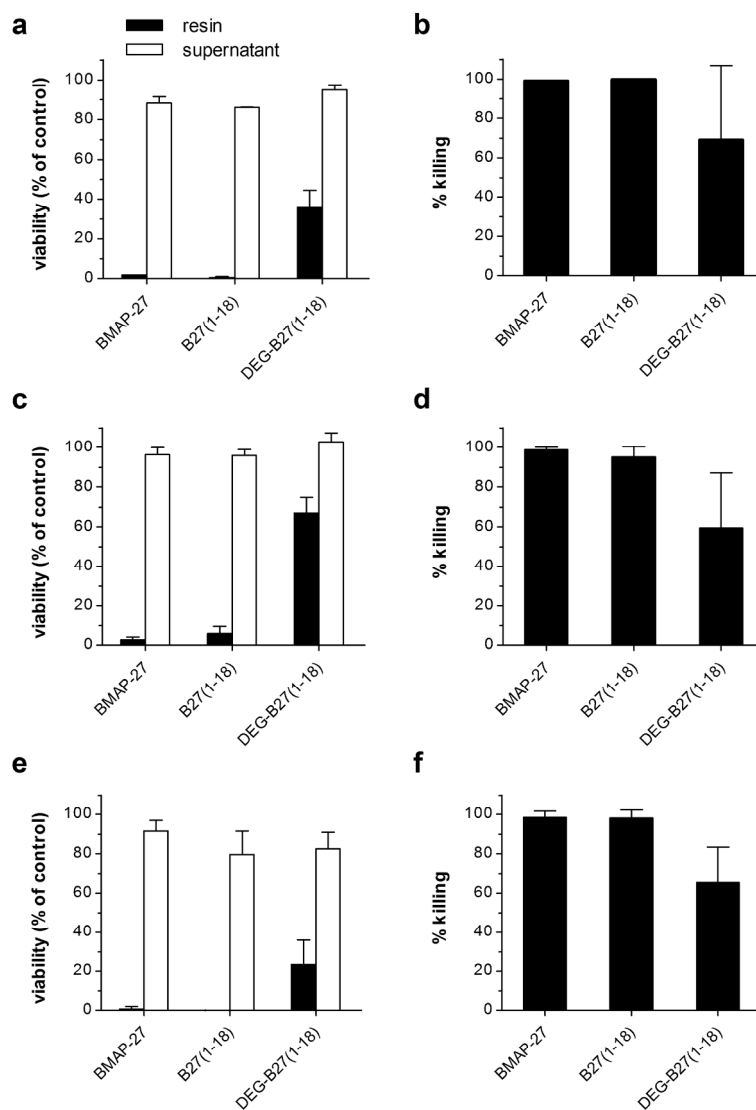 a
resin
supernatant
viability (% of control)
100
80
60
40
20
0
BMAP-27
B27(1-18)
DEG-B27(1-18)
b
% killing
100
80
60
40
20
0
BMAP-27
B27(1-18)
DEG-B27(1-18)
c
viability (% of control)
100
80
60
40
20
0
BMAP-27
B27(1-18)
DEG-B27(1-18)
d
% killing
100
80
60
40
20
0
BMAP-27
B27(1-18)
DEG-B27(1-18)
e
viability (% of control)
100
80
60
40
20
0
BMAP-27
B27(1-18)
DEG-B27(1-18)
f
% killing
100
80
60
40
20
0
BMAP-27
B27(1-18)
DEG-B27(1-18)